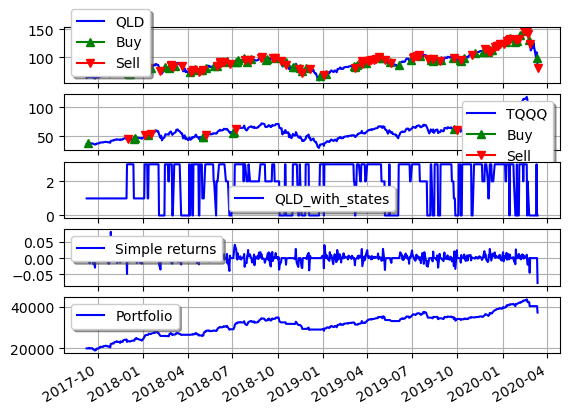 150
100
QLD
Buy
Sell
100
50
TQQQ
Buy
Sell
2
0
QLD_with_states
0.05
0.00
−0.05
Simple returns
40000
20000
Portfolio
2017-10
2018-01
2018-04
2018-07
2018-10
2019-01
2019-04
2019-07
2019-10
2020-01
2020-04